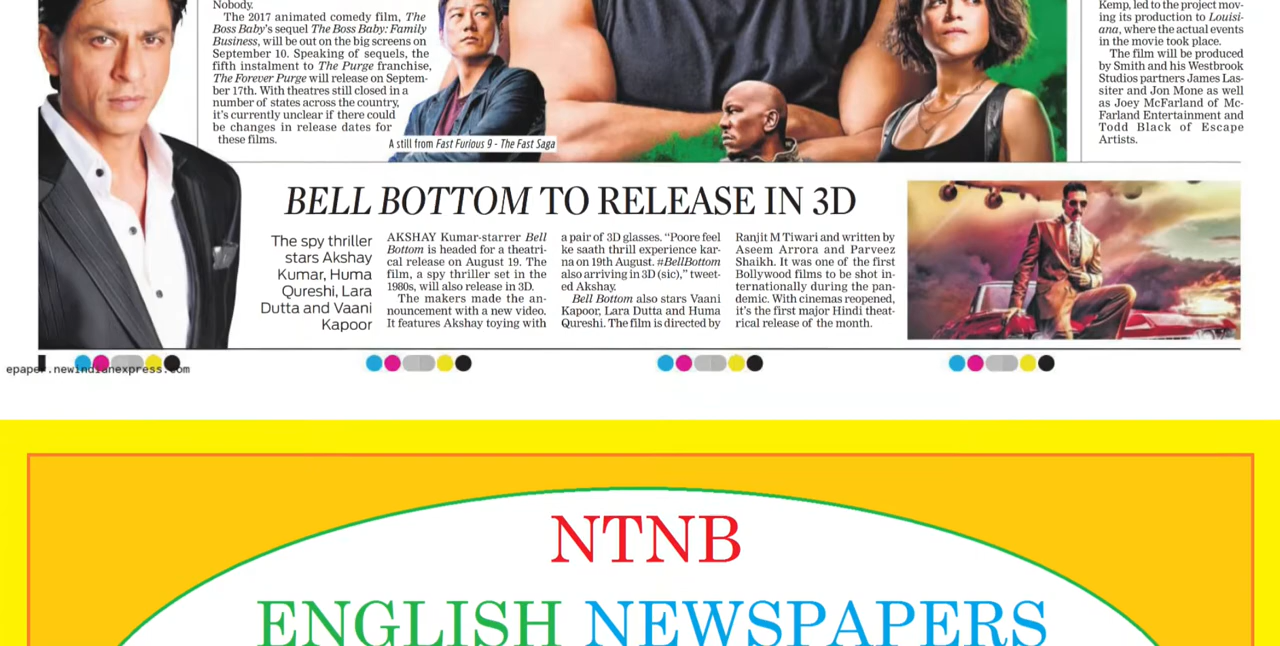 Nobody.
The 2017 animated comedy film, The
Boss Baby's sequel The Boss Baby: Family
Business, will be out on the big screens on
September 10. Speaking of sequels, the
fifth instalment to The Purge franchise,
The Forever Purge will release on Septem-
ber 17th. With theatres still closed in a
number of states across the country,
it's currently unclear if there could
be changes in release dates for
these films.
A still from Fast Furious 9 - The Fast Saga
Kemp, led to the project mov-
ing its production to Louisi-
ana, where the actual events
in the movie took place.
The film will be produced
by Smith and his Westbrook
Studios partners James Las-
siter and Jon Mone as well
as Joey McFarland of Mc-
Farland Entertainment and
Todd Black of Escape
Artists.
BELL BOTTOM TO RELEASE IN 3D
The spy thriller
stars Akshay
Kumar, Huma
Qureshi, Lara
Dutta and Vaani
Kapoor
AKSHAY Kumar-starrer Bell
Bottom is headed for a theatri-
cal release on August 19. The
film, a spy thriller set in the
1980s, will also release in 3D.
The makers made the an-
nouncement with a new video.
It features Akshay toying with
a pair of 3D glasses. “Poore feel
ke saath thrill experience kar-
na on 19th August. #BellBottom
also arriving in 3D (sic),” tweet-
ed Akshay.
Bell Bottom also stars Vaani
Kapoor, Lara Dutta and Huma
Qureshi. The film is directed by
Ranjit M Tiwari and written by
Aseem Arrora and Parveez
Shaikh. It was one of the first
Bollywood films to be shot in-
ternationally during the pan-
demic. With cinemas reopened,
it's the first major Hindi theat-
rical release of the month.
epaper.newindianexpress.com
NTNB
ENGLISH NEWSPAPERS